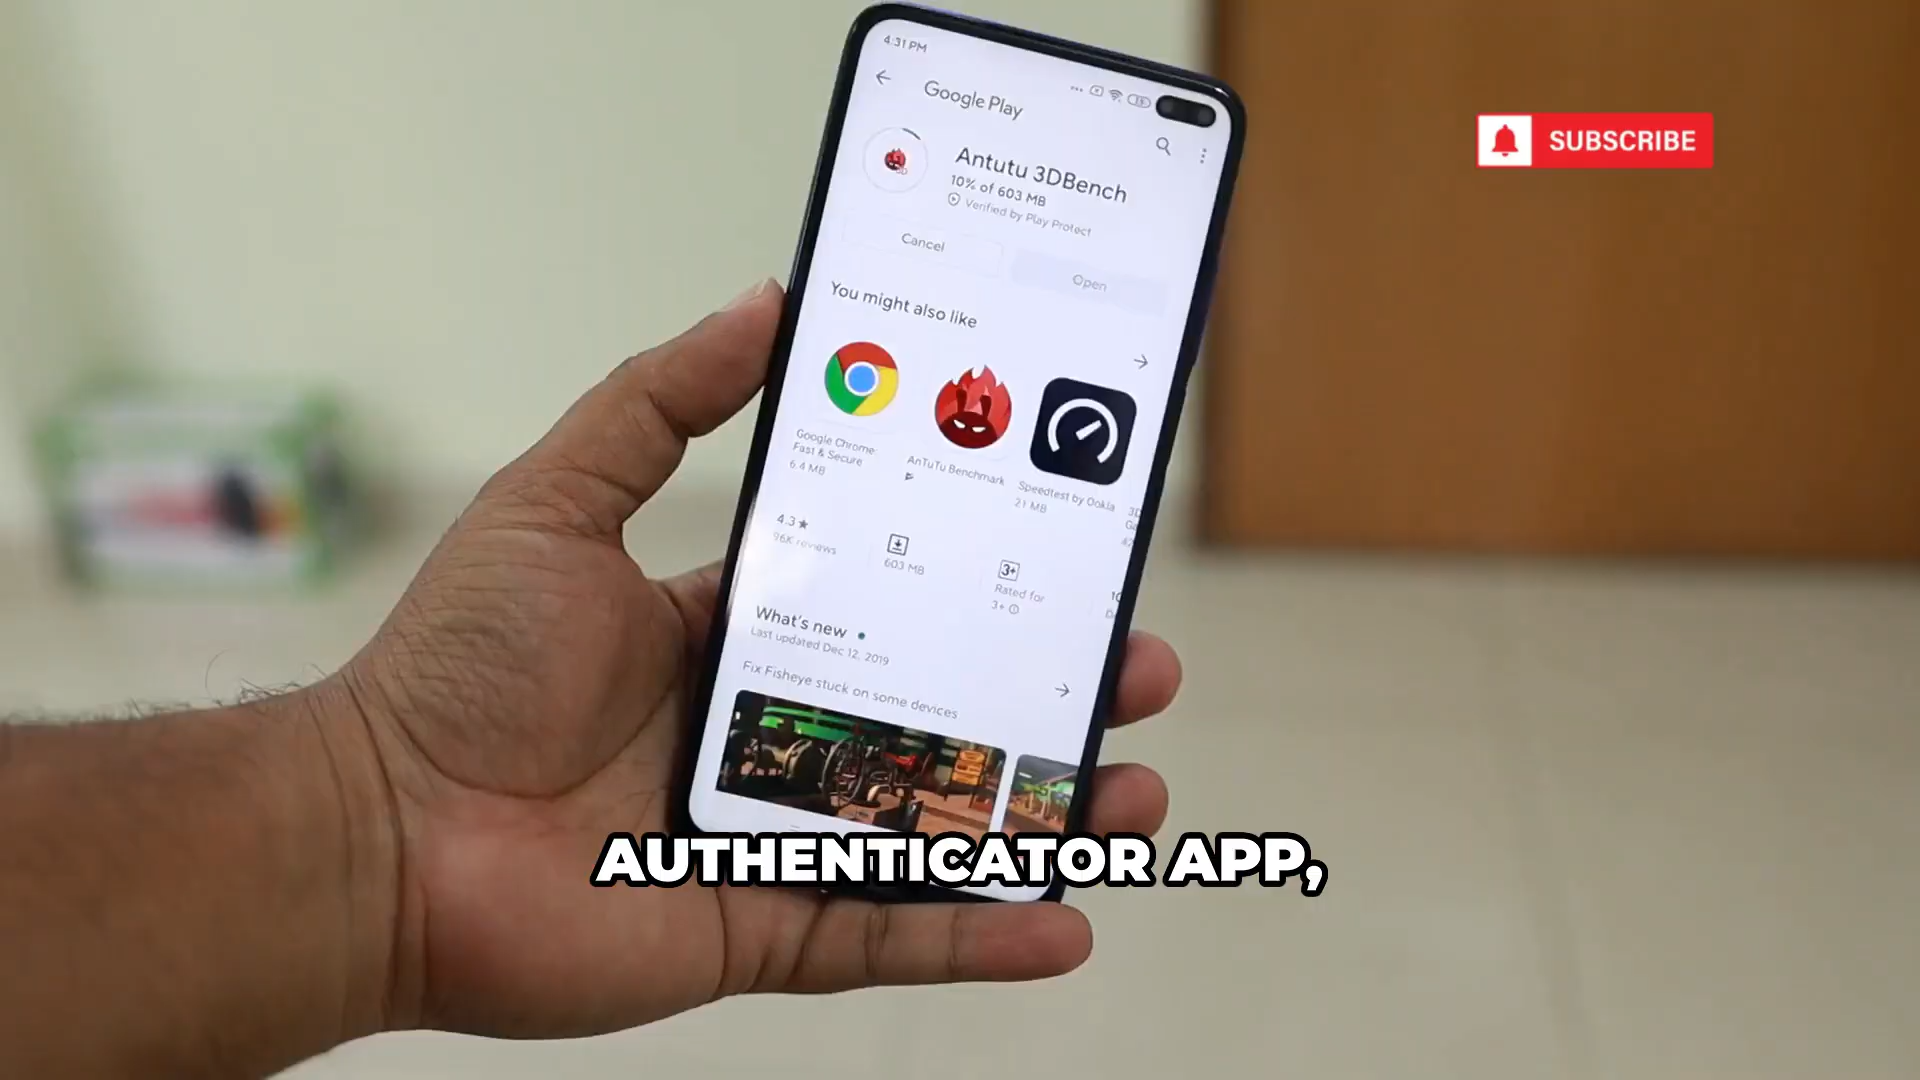 4:31 PM
Google Play
Antutu 3DBench
10% of 603 MB
Verified by Play Protect
Cancel
Open
You might also like
Google Chrome:
Fast & Secure
6.4 MB
AnTuTu Benchmark
Speedtest by Ookla
21 MB
3D
4.3★
96K reviews
603 MB
3+
Rated for
3+
What's new
Last updated Dec 12, 2019
Fix Fisheye stuck on some devices
SUBSCRIBE
AUTHENTICATOR APP,